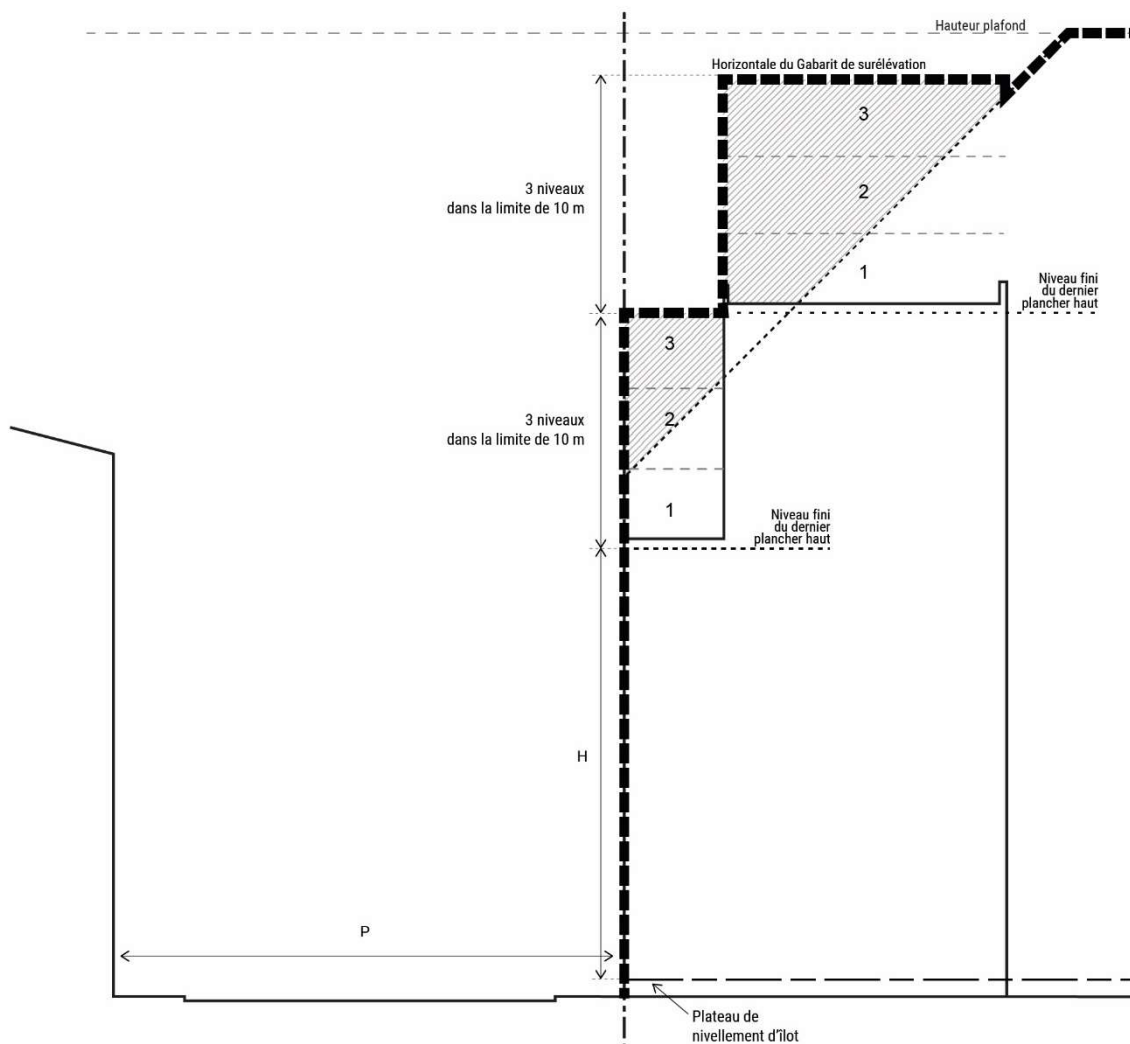 Hauteur plafond
Horizontale du Gabarit de surélévation
3
3 niveaux
dans la limite de 10 m
2
1
Niveau fini
du dernier
plancher haut
3
3 niveaux
dans la limite de 10 m
2
1
Niveau fini
du dernier
plancher haut
H
P
Plateau de
nivellement d'îlot